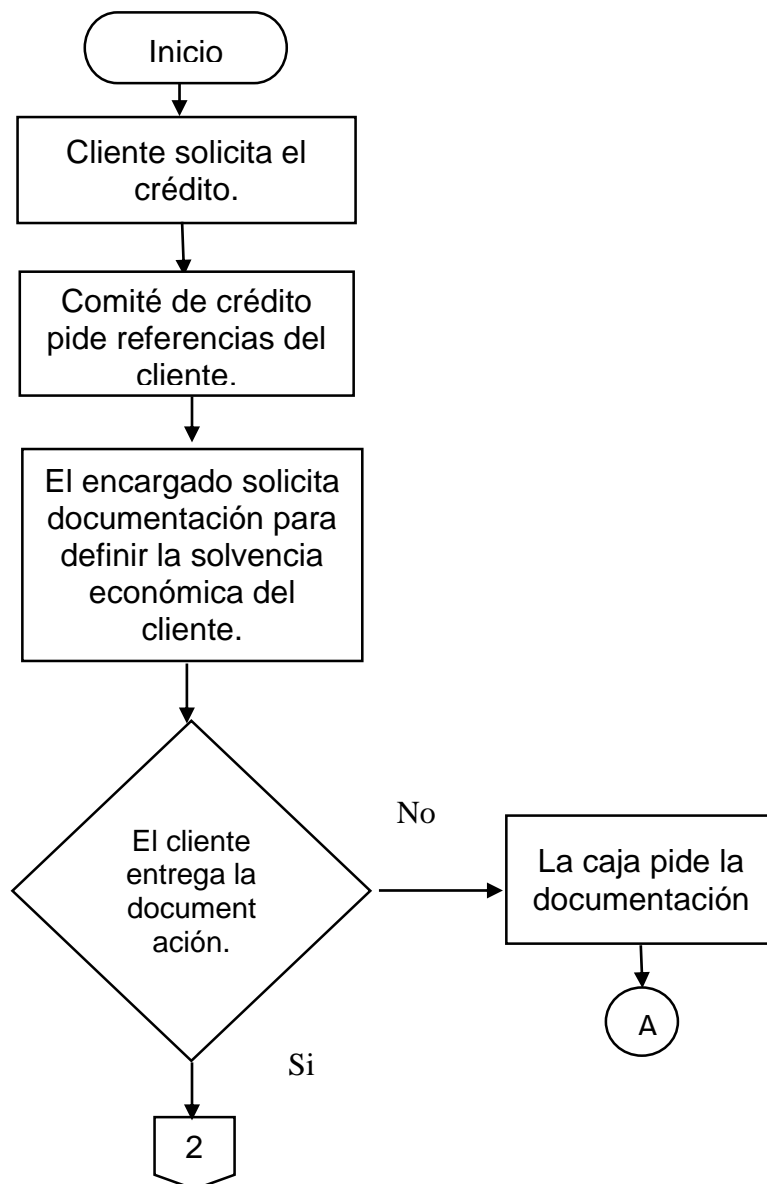 Inicio
Cliente solicita el
crédito.
Comité de crédito
pide referencias del
cliente.
El encargado solicita
documentación para
definir la solvencia
económica del
cliente.
El cliente
entrega la
document
ación.
No
La caja pide la
documentación
A
Si
2